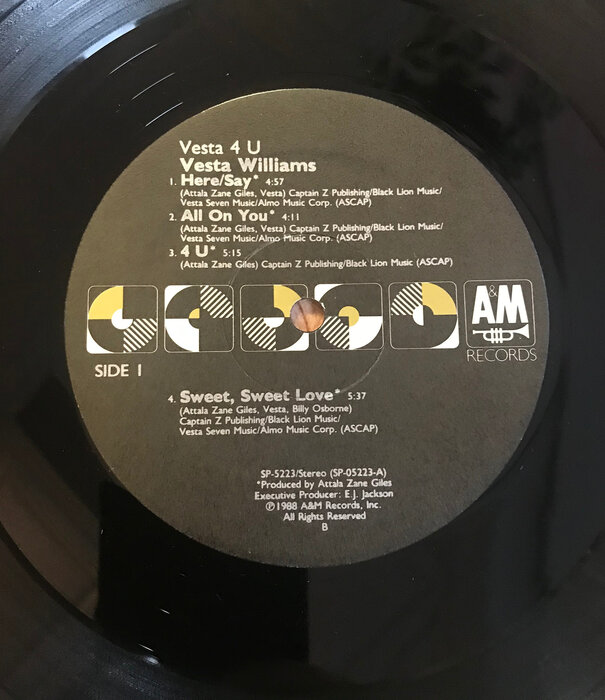 Vesta 4 U
Vesta Williams
1. Here/Say* 4:57
(Attala Zane Giles, Vesta) Captain Z Publishing/Black Lion Music/
Vesta Seven Music/Almo Music Corp. (ASCAP)
2. All On You* 4:11
(Attala Zane Giles, Vesta) Captain Z Publishing/Black Lion Music/
Vesta Seven Music/Almo Music Corp. (ASCAP)
3. 4 U* 5:15
(Attala Zane Giles) Captain Z Publishing/Black Lion Music (ASCAP)
A&M
RECORDS
SIDE 1
4. Sweet, Sweet Love* 5:37
(Attala Zane Giles, Vesta, Billy Osborne)
Captain Z Publishing/Black Lion Music/
Vesta Seven Music/Almo Music Corp. (ASCAP)
SP-5223/Stereo (SP-05223-A)
*Produced by Attala Zane Giles
Executive Producer: E.J. Jackson
℗1988 A&M Records, Inc.
All Rights Reserved
B